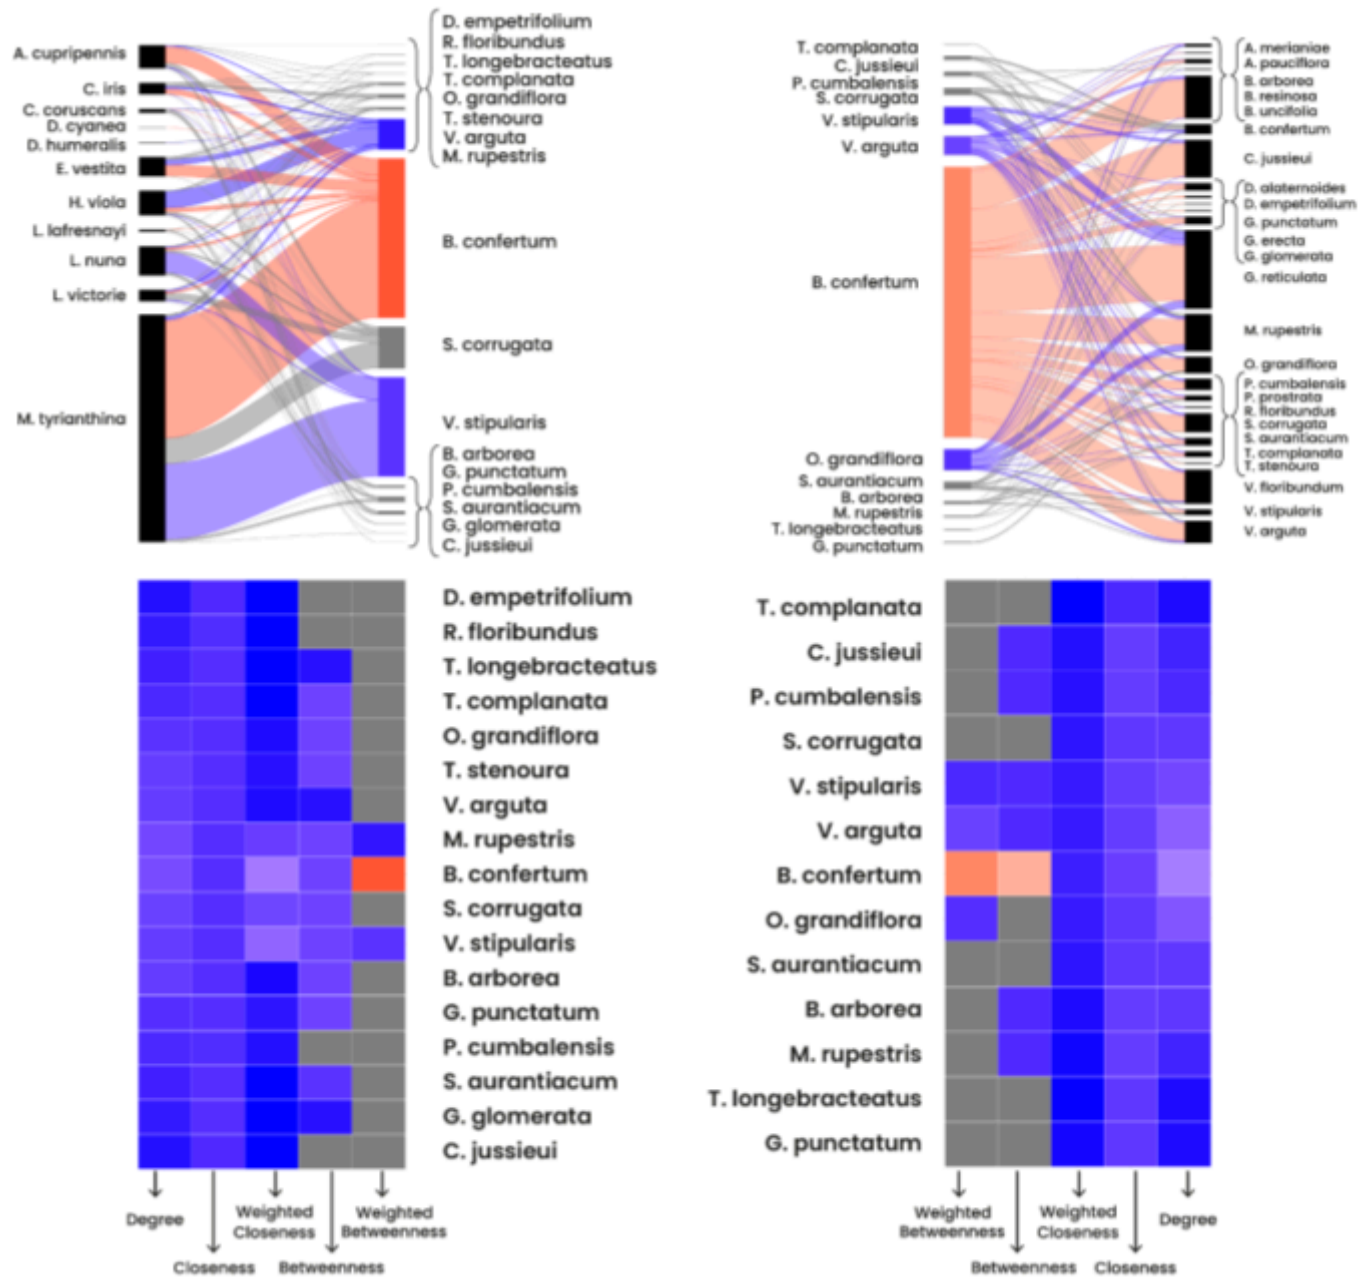 A. cupripennis
C. iris
C. coruscans
D. cyanea
D. humeralis
E. vestita
H. viola
L. lafresnayi
L. nuna
L. victorie
M. tyrianthina
D. empetrifolium
R. floribundus
T. longebracteatus
T. complanata
O. grandiflora
T. stenoura
V. arguta
M. rupestris
B. confertum
S. corrugata
V. stipularis
B. arborea
G. punctatum
P. cumbalensis
S. aurantiacum
G. glomerata
C. jussieui
T. complanata
C. jussieui
P. cumbalensis
S. corrugata
V. stipularis
V. arguta
B. confertum
O. grandiflora
S. aurantiacum
B. arborea
M. rupestris
T. longebracteatus
G. punctatum
A. merianiae
A. pauciflora
B. arborea
B. resinosa
B. uncifolia
B. confertum
C. jussieui
D. alaternoides
D. empetrifolium
G. punctatum
G. erecta
G. glomerata
G. reticulata
M. rupestris
O. grandiflora
P. cumbalensis
P. prostrata
R. floribundus
S. corrugata
S. aurantiacum
T. complanata
T. stenoura
V. floribundum
V. stipularis
V. arguta
D. empetrifolium
R. floribundus
T. longebracteatus
T. complanata
O. grandiflora
T. stenoura
V. arguta
M. rupestris
B. confertum
S. corrugata
V. stipularis
B. arborea
G. punctatum
P. cumbalensis
S. aurantiacum
G. glomerata
C. jussieui
Degree
Closeness
Weighted
Closeness
Betweenness
Weighted
Betweenness
T. complanata
C. jussieui
P. cumbalensis
S. corrugata
V. stipularis
V. arguta
B. confertum
O. grandiflora
S. aurantiacum
B. arborea
M. rupestris
T. longebracteatus
G. punctatum
Weighted
Betweenness
Betweenness
Weighted
Closeness
Closeness
Degree